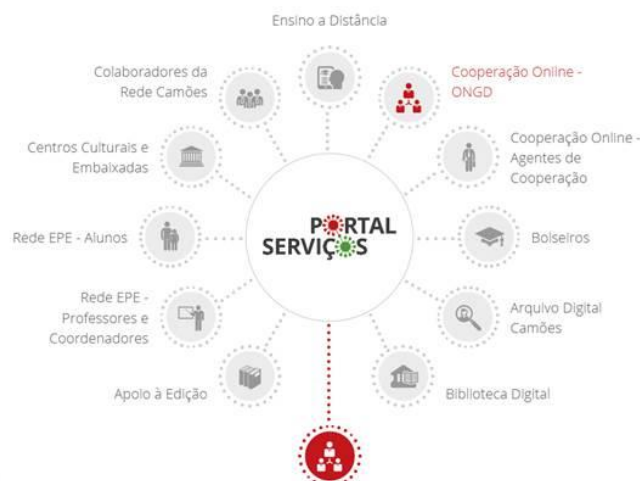 Ensino a Distância
Colaboradores da
Rede Camões
Cooperação Online -
ONGD
Centros Culturais e
Embaixadas
Cooperação Online -
Agentes de
Cooperação
PORTAL
SERVIÇOS
Rede EPE - Alunos
Bolseiros
Rede EPE -
Professores e
Coordenadores
Arquivo Digital
Camões
Apoio à Edição
Biblioteca Digital